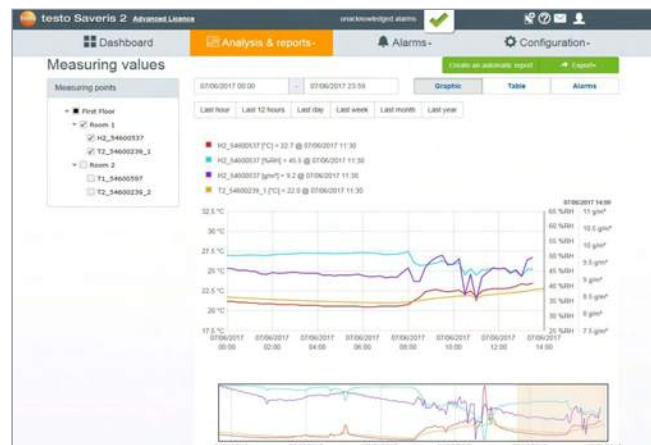 testo Saveris 2 Advanced Licence
unacknowledged alarms
Dashboard
Analysis & reports-
Alarms-
Configuration-
Measuring values
Create an automatic report
Export-
Measuring points
07/06/2017 00:00 - 07/06/2017 23:59
Graphic
Table
Alarms
First Floor
Room 1
H2_54600537
T2_54600239_1
Room 2
T1_54600597
T2_54600239_2
Last hour
Last 12 hours
Last day
Last week
Last month
Last year
H2_54600537 [°C] = 22.7 @ 07/06/2017 11:30
H2_54600537 [%RH] = 45.5 @ 07/06/2017 11:30
H2_54600537 [g/m³] = 9.2 @ 07/06/2017 11:30
T2_54600239_1 [°C] = 22.0 @ 07/06/2017 11:30
07/06/2017 14:00
32.5 °C
30 °C
27.5 °C
25 °C
22.5 °C
20 °C
17.5 °C
65 %RH
60 %RH
55 %RH
50 %RH
45 %RH
40 %RH
35 %RH
30 %RH
25 %RH
11 g/m³
10.5 g/m³
10 g/m³
9.5 g/m³
9 g/m³
8.5 g/m³
8 g/m³
7.5 g/m³
07/06/2017 00:00
07/06/2017 02:00
07/06/2017 04:00
07/06/2017 06:00
07/06/2017 08:00
07/06/2017 10:00
07/06/2017 12:00
07/06/2017 14:00